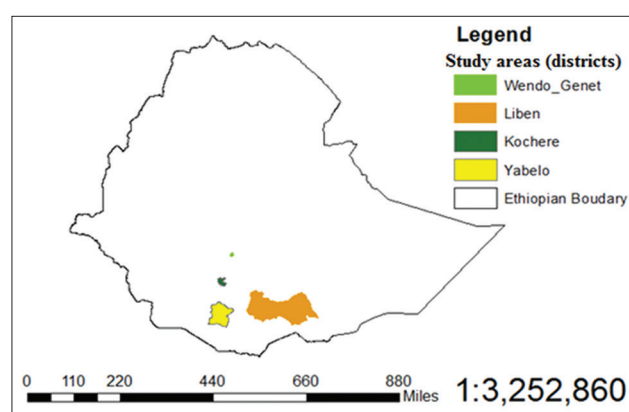 Legend
Study areas (districts)
Wendo_Genet
Liben
Kochere
Yabelo
Ethiopian Boudary
0 110 220 440 660 880
Miles
1:3,252,860